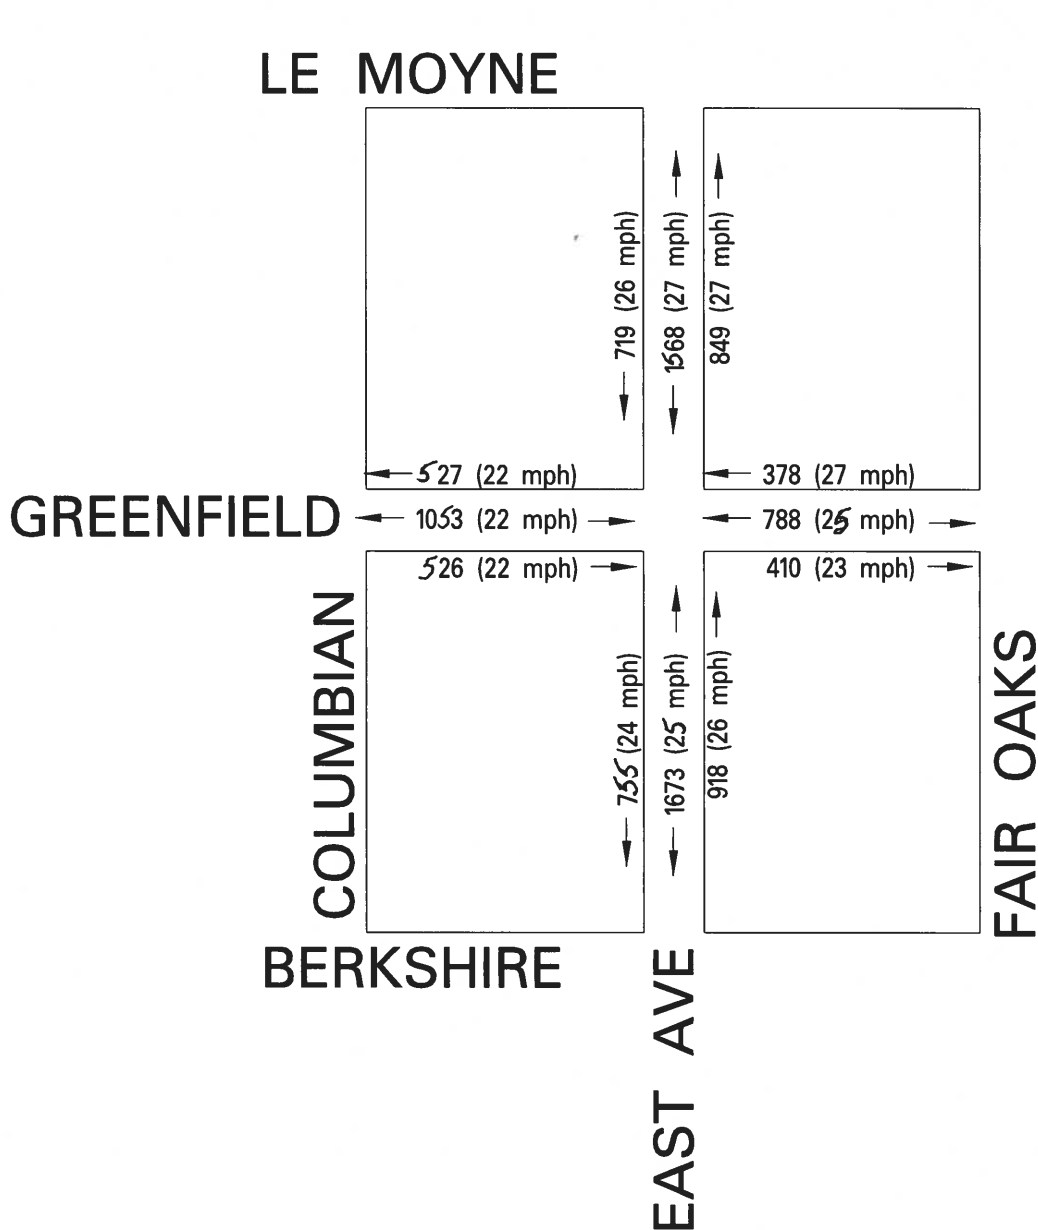 LE MOYNE
719 (26 mph)
1568 (27 mph)
849 (27 mph)
527 (22 mph)
378 (27 mph)
GREENFIELD
1053 (22 mph)
788 (25 mph)
526 (22 mph)
410 (23 mph)
COLUMBIAN
755 (24 mph)
1673 (25 mph)
918 (26 mph)
FAIR OAKS
BERKSHIRE
EAST AVE